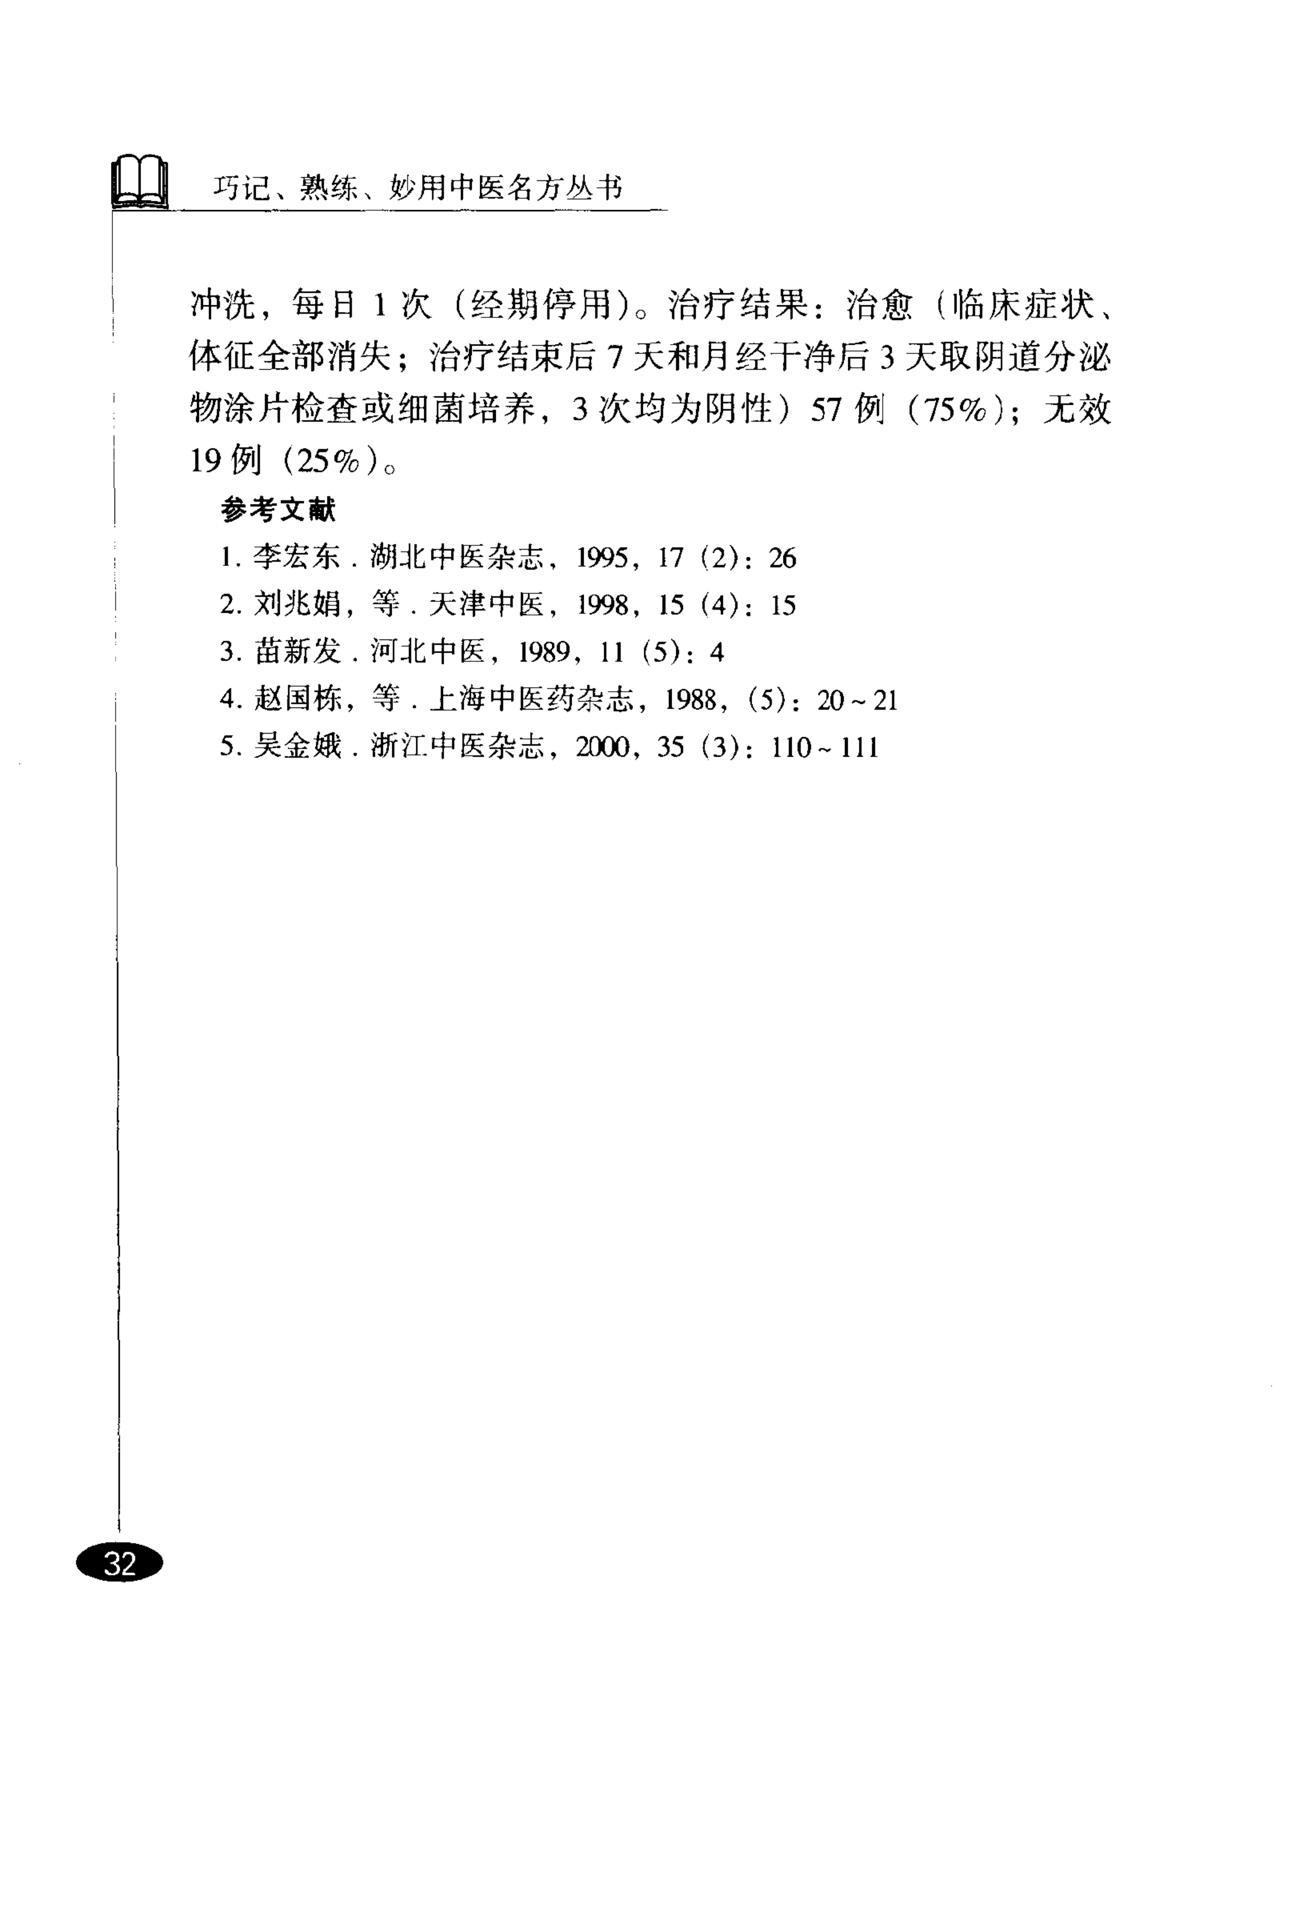 巧记、熟练、妙用中医名方丛书
冲洗，每日 1 次（经期停用）。治疗结果：治愈（临床症状、
体征全部消失；治疗结束后 7 天和月经干净后 3 天取阴道分泌
物涂片检查或细菌培养，3 次均为阴性）57 例（75%）；无效
19 例（25%）。
参考文献
1. 李宏东．湖北中医杂志，1995，17（2）：26
2. 刘兆娟，等．天津中医，1998，15（4）：15
3. 苗新发．河北中医，1989，11（5）：4
4. 赵国栋，等．上海中医药杂志，1988，（5）：20～21
5. 吴金娥．浙江中医杂志，2000，35（3）：110～111
32